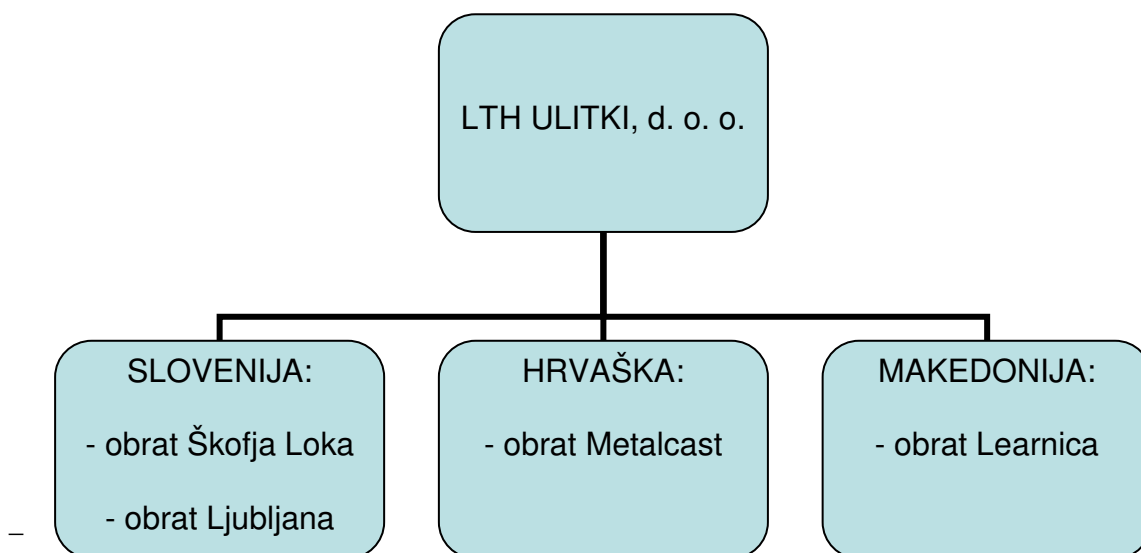 LTH ULITKI, d. o. o.
SLOVENIJA:
- obrat Škofja Loka
- obrat Ljubljana
HRVAŠKA:
- obrat Metalcast
MAKEDONIJA:
- obrat Learnica
–